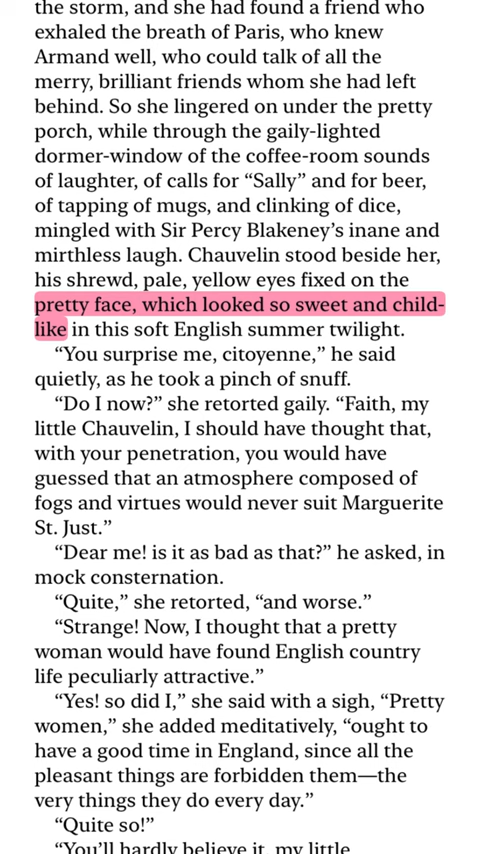 the storm, and she had found a friend who
exhaled the breath of Paris, who knew
Armand well, who could talk of all the
merry, brilliant friends whom she had left
behind. So she lingered on under the pretty
porch, while through the gaily-lighted
dormer-window of the coffee-room sounds
of laughter, of calls for “Sally” and for beer,
of tapping of mugs, and clinking of dice,
mingled with Sir Percy Blakeney’s inane and
mirthless laugh. Chauvelin stood beside her,
his shrewd, pale, yellow eyes fixed on the
pretty face, which looked so sweet and child-
like in this soft English summer twilight.
“You surprise me, citoyenne,” he said
quietly, as he took a pinch of snuff.
“Do I now?” she retorted gaily. “Faith, my
little Chauvelin, I should have thought that,
with your penetration, you would have
guessed that an atmosphere composed of
fogs and virtues would never suit Marguerite
St. Just.”
“Dear me! is it as bad as that?” he asked, in
mock consternation.
“Quite,” she retorted, “and worse.”
“Strange! Now, I thought that a pretty
woman would have found English country
life peculiarly attractive.”
“Yes! so did I,” she said with a sigh, “Pretty
women,” she added meditatively, “ought to
have a good time in England, since all the
pleasant things are forbidden them—the
very things they do every day.”
“Quite so!”
“You’ll hardly believe it, my little